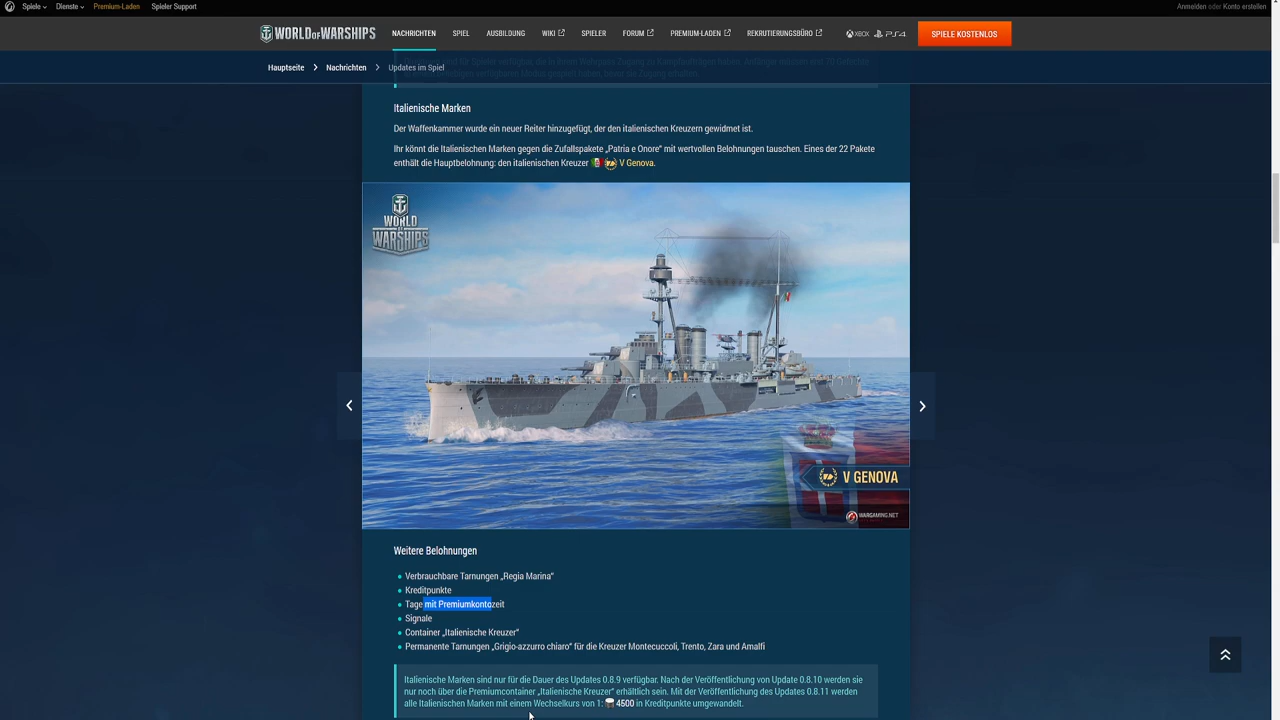 Spiele Dienste Premium-Laden Spieler Support Anmelden oder Konto erstellen
WORLD OF WARSHIPS NACHRICHTEN SPIEL AUSBILDUNG WIKI SPIELER FORUM PREMIUM-LADEN REKRUTIERUNGSBÜRO XBOX PS4 SPIELE KOSTENLOS
Hauptseite Nachrichten Updates im Spiel
Italienische Marken
Der Waffenkammer wurde ein neuer Reiter hinzugefügt, der den italienischen Kreuzern gewidmet ist.
Ihr könnt die Italienischen Marken gegen die Zufallspakete „Patria e Onore“ mit wertvollen Belohnungen tauschen. Eines der 22 Pakete
enthält die Hauptbelohnung: den italienischen Kreuzer V Genova.
WORLD
OF
WARSHIPS
V GENOVA
WARGAMING.NET
Weitere Belohnungen
Verbrauchbare Tarnungen „Regia Marina“
Kreditpunkte
Tage mit Premiumkontozeit
Signale
Container „Italienische Kreuzer“
Permanente Tarnungen „Grigio-azzurro chiaro“ für die Kreuzer Montecuccoli, Trento, Zara und Amalfi
Italienische Marken sind nur für die Dauer des Updates 0.8.9 verfügbar. Nach der Veröffentlichung von Update 0.8.10 werden sie
nur noch über die Premiumcontainer „Italienische Kreuzer“ erhältlich sein. Mit der Veröffentlichung des Updates 0.8.11 werden
alle Italienischen Marken mit einem Wechselkurs von 1: 4500 in Kreditpunkte umgewandelt.